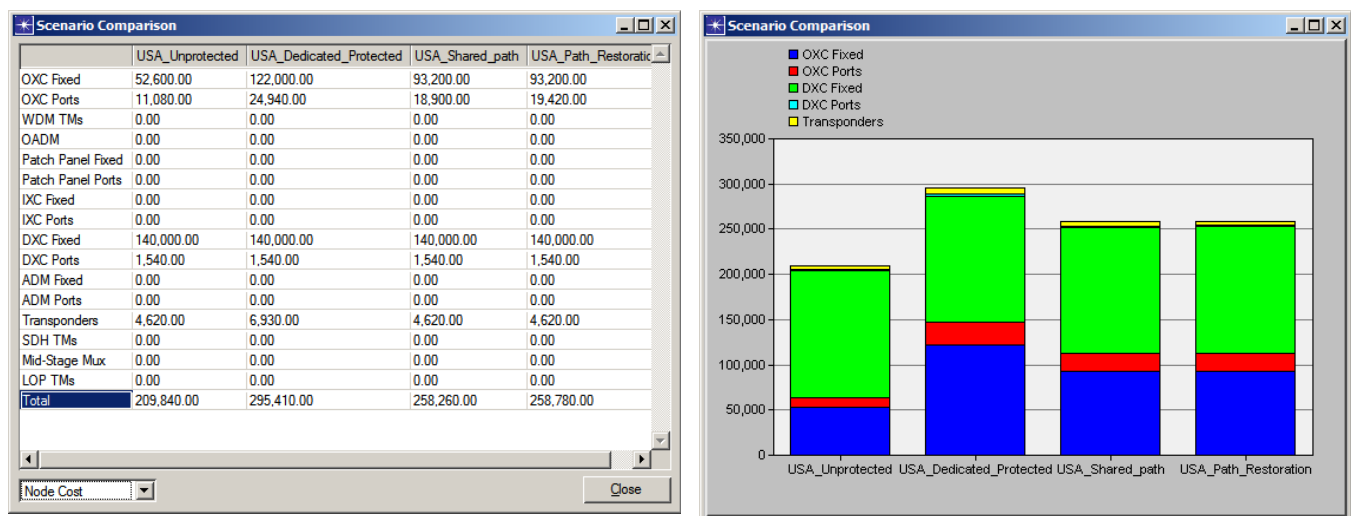 Scenario Comparison
USA_Unprotected USA_Dedicated_Protected USA_Shared_path USA_Path_Restoratic
OXC Fixed 52,600.00 122,000.00 93,200.00 93,200.00
OXC Ports 11,080.00 24,940.00 18,900.00 19,420.00
WDM TMs 0.00 0.00 0.00 0.00
OADM 0.00 0.00 0.00 0.00
Patch Panel Fixed 0.00 0.00 0.00 0.00
Patch Panel Ports 0.00 0.00 0.00 0.00
IXC Fixed 0.00 0.00 0.00 0.00
IXC Ports 0.00 0.00 0.00 0.00
DXC Fixed 140,000.00 140,000.00 140,000.00 140,000.00
DXC Ports 1,540.00 1,540.00 1,540.00 1,540.00
ADM Fixed 0.00 0.00 0.00 0.00
ADM Ports 0.00 0.00 0.00 0.00
Transponders 4,620.00 6,930.00 4,620.00 4,620.00
SDH TMs 0.00 0.00 0.00 0.00
Mid-Stage Mux 0.00 0.00 0.00 0.00
LOP TMs 0.00 0.00 0.00 0.00
Total 209,840.00 295,410.00 258,260.00 258,780.00
Node Cost
Close
Scenario Comparison
OXC Fixed
OXC Ports
DXC Fixed
DXC Ports
Transponders
350,000
300,000
250,000
200,000
150,000
100,000
50,000
0
USA_Unprotected USA_Dedicated_Protected USA_Shared_path USA_Path_Restoration